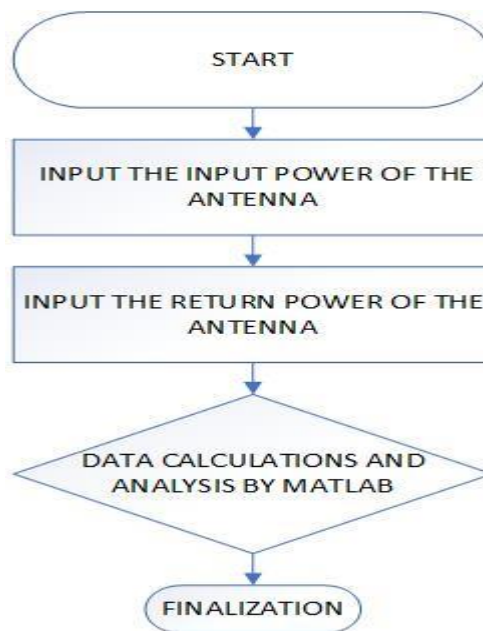 START
INPUT THE INPUT POWER OF THE
ANTENNA
INPUT THE RETURN POWER OF THE
ANTENNA
DATA CALCULATIONS AND
ANALYSIS BY MATLAB
FINALIZATION